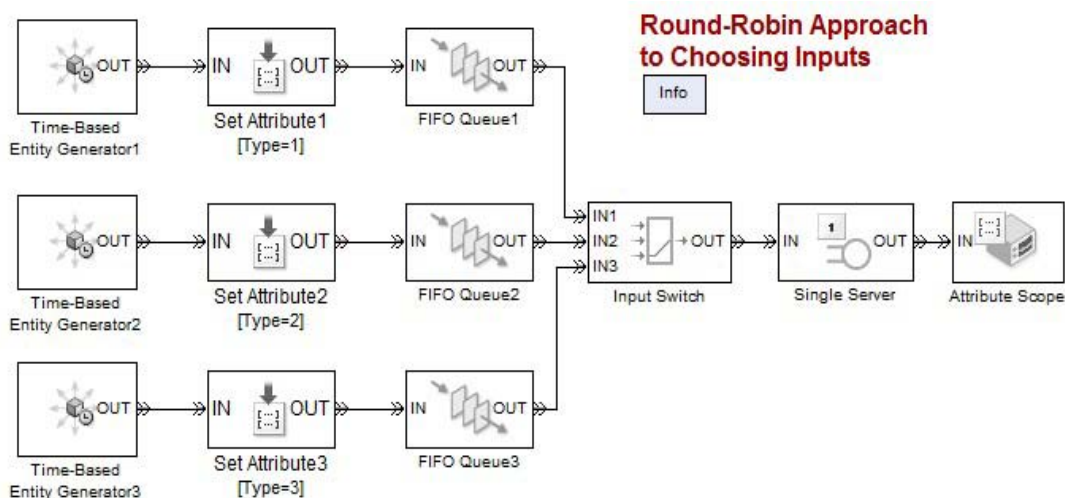 Round-Robin Approach
to Choosing Inputs
Info
OUT
Time-Based
Entity Generator1
IN
[...]
OUT
Set Attribute1
[Type=1]
IN
OUT
FIFO Queue1
OUT
Time-Based
Entity Generator2
IN
[...]
OUT
Set Attribute2
[Type=2]
IN
OUT
FIFO Queue2
IN1
IN2
IN3
OUT
Input Switch
IN
1
OUT
Single Server
IN
[...]
Attribute Scope
OUT
Time-Based
Entity Generator3
IN
[...]
OUT
Set Attribute3
[Type=3]
IN
OUT
FIFO Queue3